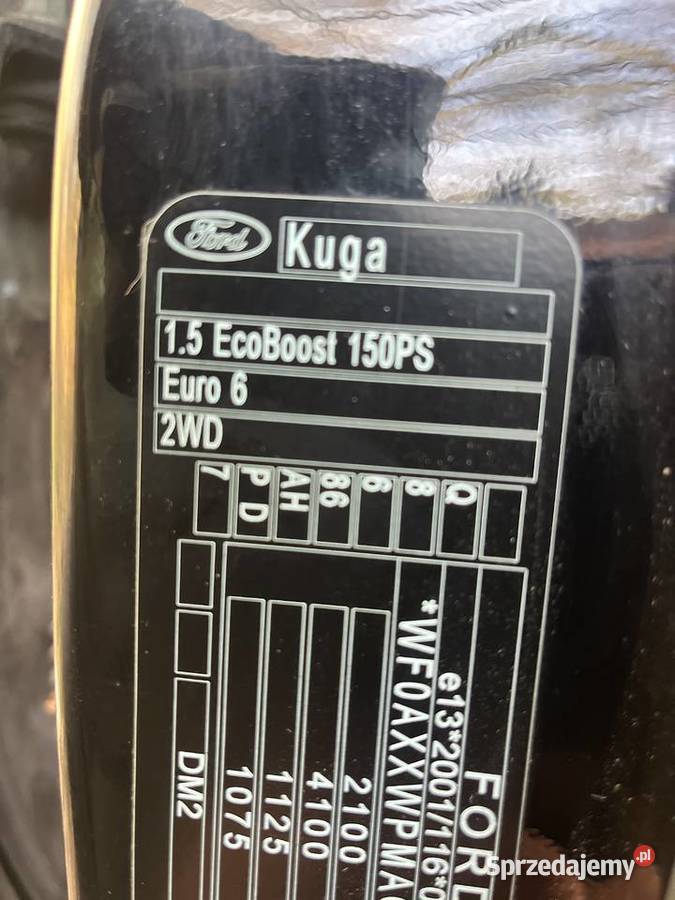 Ford Kuga
1.5 EcoBoost 150PS
Euro 6
2WD
Q
8
6
86
AH
P D
7
FORD
e13*2001/116*0
*WF0AXXWPMA
2100
4100
1125
1075
DM2
Sprzedajemy.pl